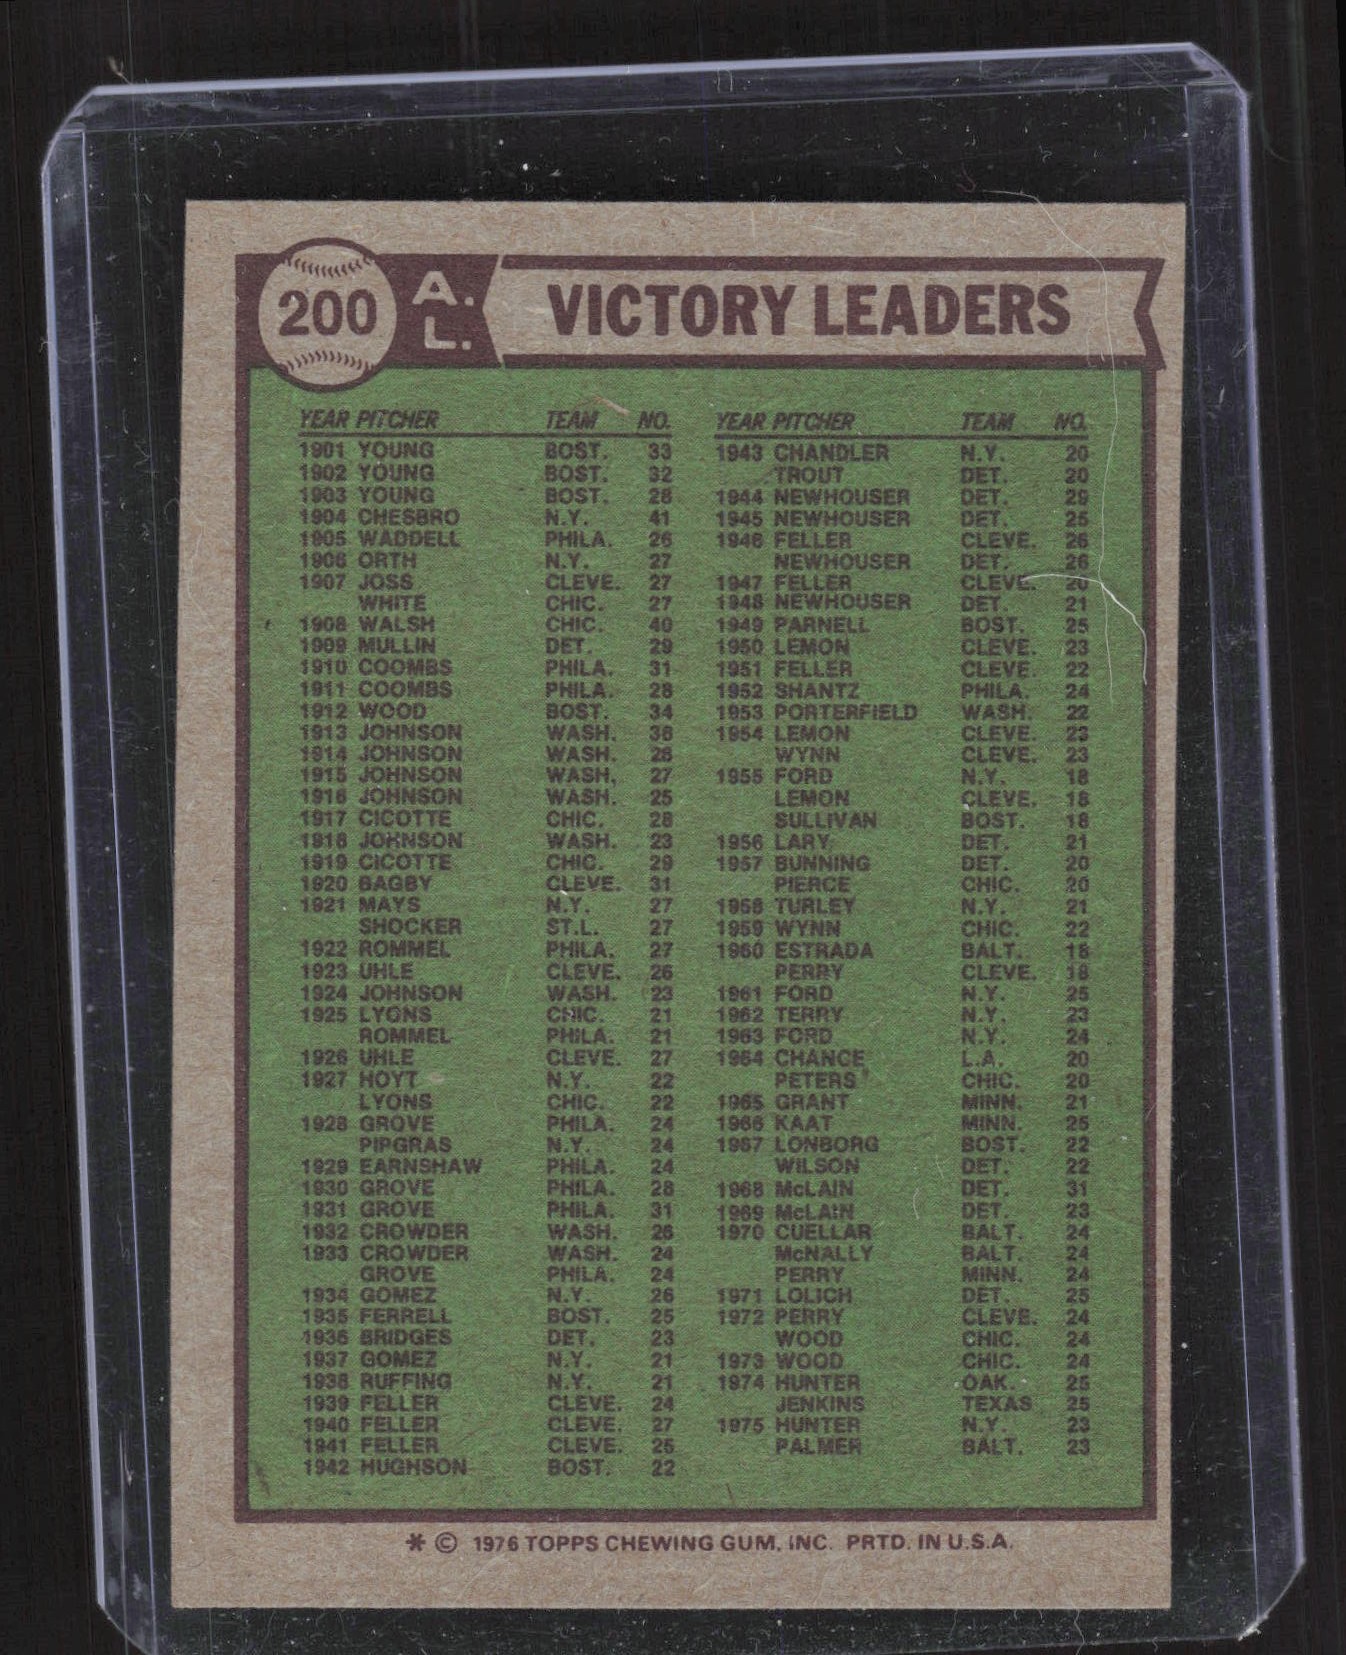 200 A.L. VICTORY LEADERS
YEAR PITCHER TEAM NO.
1901 YOUNG BOST. 33
1902 YOUNG BOST. 32
1903 YOUNG BOST. 28
1904 CHESBRO N.Y. 41
1905 WADDELL PHILA. 26
1906 ORTH N.Y. 27
1907 JOSS CLEVE. 27
WHITE CHIC. 27
1908 WALSH CHIC. 40
1909 MULLIN DET. 29
1910 COOMBS PHILA. 31
1911 COOMBS PHILA. 28
1912 WOOD BOST. 34
1913 JOHNSON WASH. 36
1914 JOHNSON WASH. 28
1915 JOHNSON WASH. 27
1916 JOHNSON WASH. 25
1917 CICOTTE CHIC. 28
1918 JOHNSON WASH. 23
1919 CICOTTE CHIC. 29
1920 BAGBY CLEVE. 31
1921 MAYS N.Y. 27
SHOCKER ST.L. 27
1922 ROMMEL PHILA. 27
1923 UHLE CLEVE. 26
1924 JOHNSON WASH. 23
1925 LYONS CHIC. 21
ROMMEL PHILA. 21
1926 UHLE CLEVE. 27
1927 HOYT N.Y. 22
LYONS CHIC. 22
1928 GROVE PHILA. 24
PIPGRAS N.Y. 24
1929 EARNSHAW PHILA. 24
1930 GROVE PHILA. 28
1931 GROVE PHILA. 31
1932 CROWDER WASH. 26
1933 CROWDER WASH. 24
GROVE PHILA. 24
1934 GOMEZ N.Y. 26
1935 FERRELL BOST. 25
1936 BRIDGES DET. 23
1937 GOMEZ N.Y. 21
1938 RUFFING N.Y. 21
1939 FELLER CLEVE. 24
1940 FELLER CLEVE. 27
1941 FELLER CLEVE. 25
1942 HUGHSON BOST. 22
YEAR PITCHER TEAM NO.
1943 CHANDLER N.Y. 20
TROUT DET. 20
1944 NEWHOUSER DET. 29
1945 NEWHOUSER DET. 25
1946 FELLER CLEVE. 26
NEWHOUSER DET. 26
1947 FELLER CLEVE. 20
1948 NEWHOUSER DET. 21
1949 PARNELL BOST. 25
1950 LEMON CLEVE. 23
1951 FELLER CLEVE. 22
1952 SHANTZ PHILA. 24
1953 PORTERFIELD WASH. 22
1954 LEMON CLEVE. 23
WYNN CLEVE. 23
1955 FORD N.Y. 18
LEMON CLEVE. 18
SULLIVAN BOST. 18
1956 LARY DET. 21
1957 BUNNING DET. 20
PIERCE CHIC. 20
1958 TURLEY N.Y. 21
1959 WYNN CHIC. 22
1960 ESTRADA BALT. 18
PERRY CLEVE. 18
1961 FORD N.Y. 25
1962 TERRY N.Y. 23
1963 FORD N.Y. 24
1964 CHANCE L.A. 20
PETERS CHIC. 20
1965 GRANT MINN. 21
1966 KAAT MINN. 25
1967 LONBORG BOST. 22
WILSON DET. 22
1968 McLAIN DET. 31
1969 McLAIN DET. 23
1970 CUELLAR BALT. 24
McNALLY BALT. 24
PERRY MINN. 24
1971 LOLICH DET. 25
1972 PERRY CLEVE. 24
WOOD CHIC. 24
1973 WOOD CHIC. 24
1974 HUNTER OAK. 25
JENKINS TEXAS 25
1975 HUNTER N.Y. 23
PALMER BALT. 23
* © 1976 TOPPS CHEWING GUM, INC. PRTD. IN U.S.A.